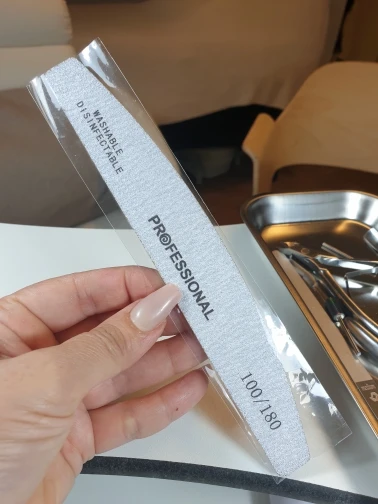 WASHABLE
DISINFECTABLE
PROFESSIONAL
100/180